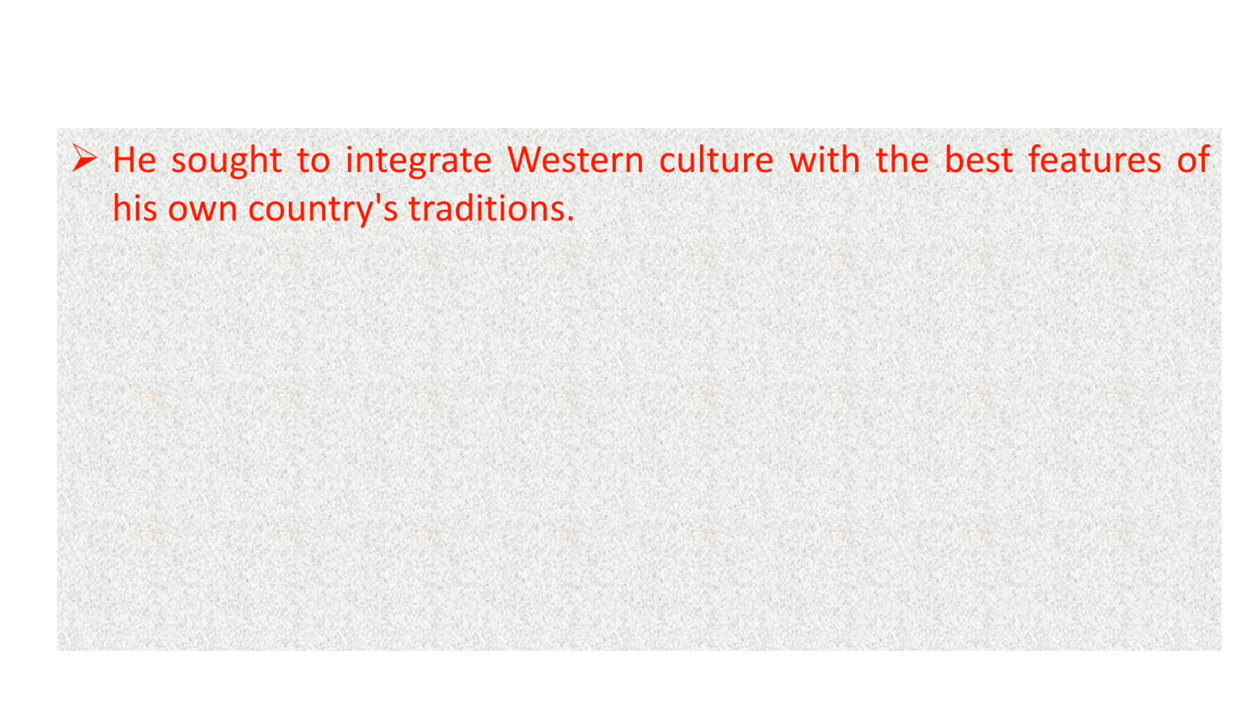 ➢ He sought to integrate Western culture with the best features of
his own country's traditions.